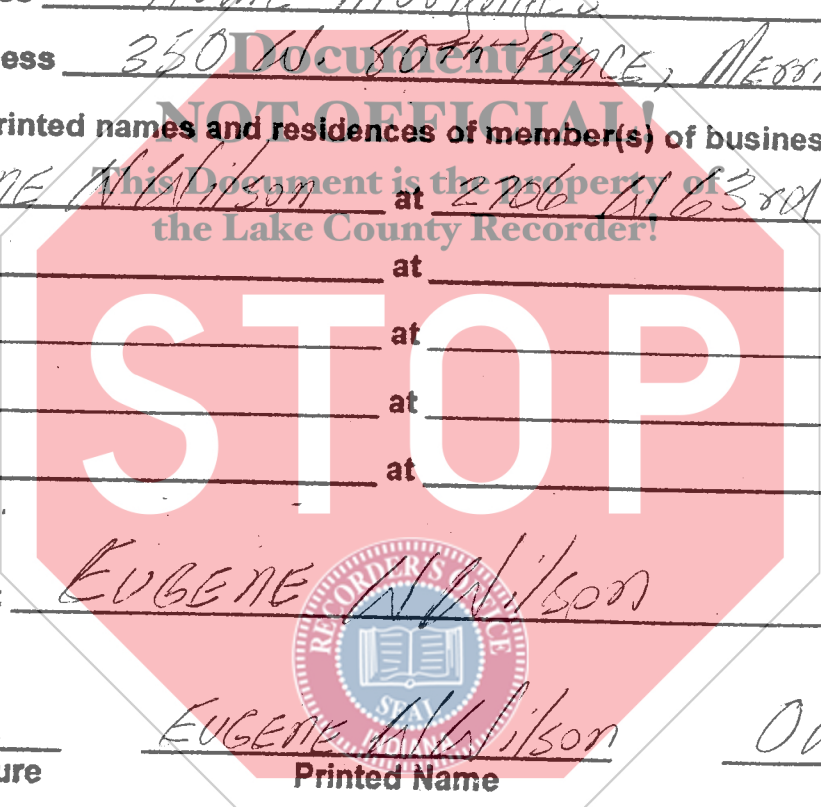 ess 350 W. 80th PLACE, MERR
Document is
NOT OFFICIAL!
rinted names and residences of member(s) of busines
This Document is the property of
NE N Wilson at 2706 W 63rd
the Lake County Recorder!
at
at
at
at
STOP
EUGENE N Wilson
RECORDER'S OFFICE
SEAL
INDIANA
EUGENE N Wilson
ure Printed Name